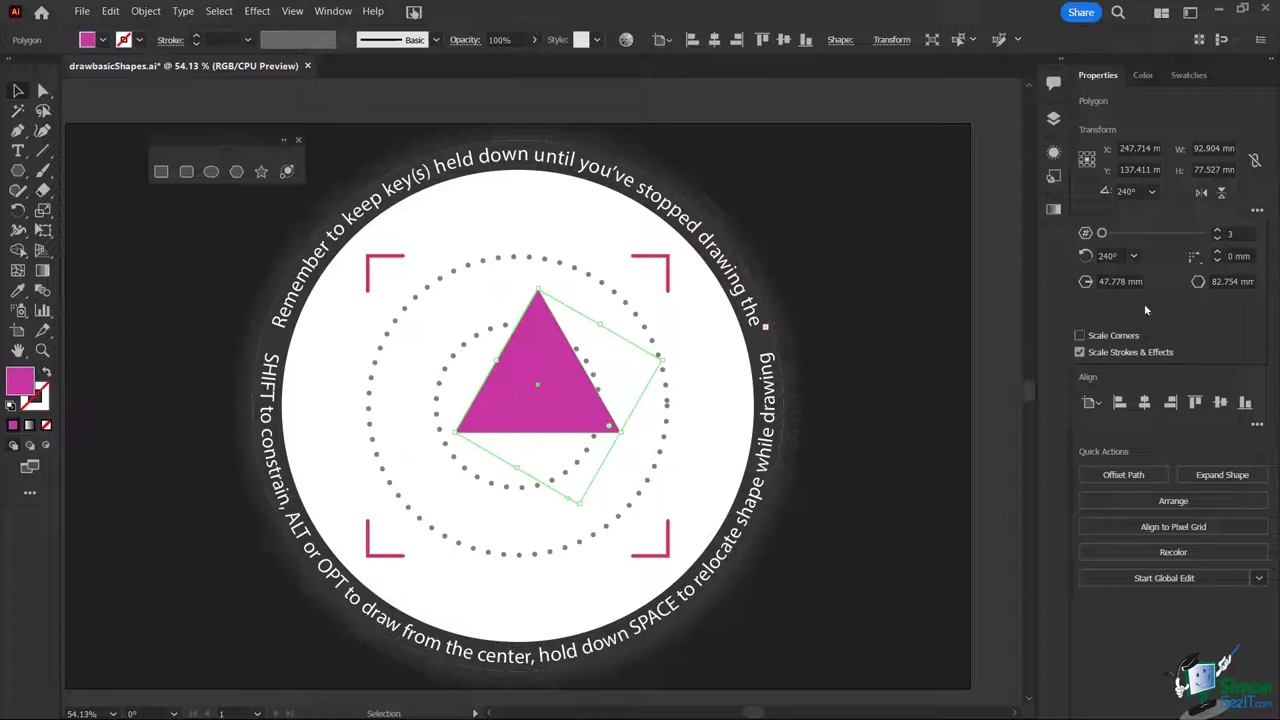 Ai File Edit Object Type Select Effect View Window Help Share
Polygon Stroke: Basic Opacity: 100% Style: Shape: Transform
drawbasicShapes.ai* @ 54.13 % (RGB/CPU Preview) ×
Properties Color Swatches
Polygon
Transform
X: 247.714 m W: 92.904 mm
Y: 137.411 m H: 77.527 mm
240°
3
240° 0 mm
47.778 mm 82.754 mm
Scale Corners
Scale Strokes & Effects
Align
Quick Actions
Offset Path Expand Shape
Arrange
Align to Pixel Grid
Recolor
Start Global Edit
Remember to keep key(s) held down until you've stopped drawing the
SHIFT to constrain, ALT or OPT to draw from the center, hold down SPACE to relocate shape while drawing
54.13% 0° 1 Selection
Simon
SezIT.com